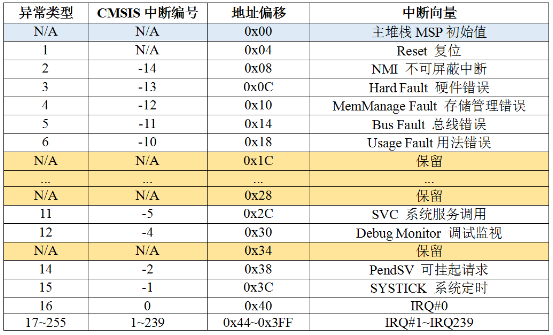 异常类型 CMSIS 中断编号 地址偏移 中断向量
N/A N/A 0x00 主堆栈 MSP 初始值
1 N/A 0x04 Reset 复位
2 -14 0x08 NMI 不可屏蔽中断
3 -13 0x0C Hard Fault 硬件错误
4 -12 0x10 MemManage Fault 存储管理错误
5 -11 0x14 Bus Fault 总线错误
6 -10 0x18 Usage Fault 用法错误
N/A N/A 0x1C 保留
... ... ... ...
N/A N/A 0x28 保留
11 -5 0x2C SVC 系统服务调用
12 -4 0x30 Debug Monitor 调试监视
N/A N/A 0x34 保留
14 -2 0x38 PendSV 可挂起请求
15 -1 0x3C SYSTICK 系统定时
16 0 0x40 IRQ#0
17~255 1~239 0x44~0x3FF IRQ#1~IRQ239